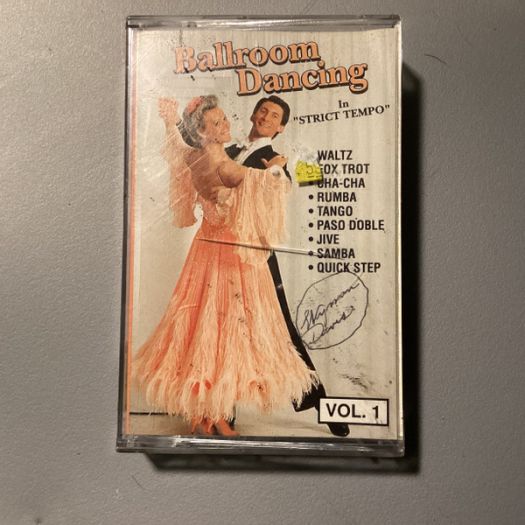 Ballroom
Dancing
In
"STRICT TEMPO"
WALTZ
FOX TROT
• CHA-CHA
• RUMBA
• TANGO
• PASO DOBLE
• JIVE
• SAMBA
• QUICK STEP
Davis
VOL. 1